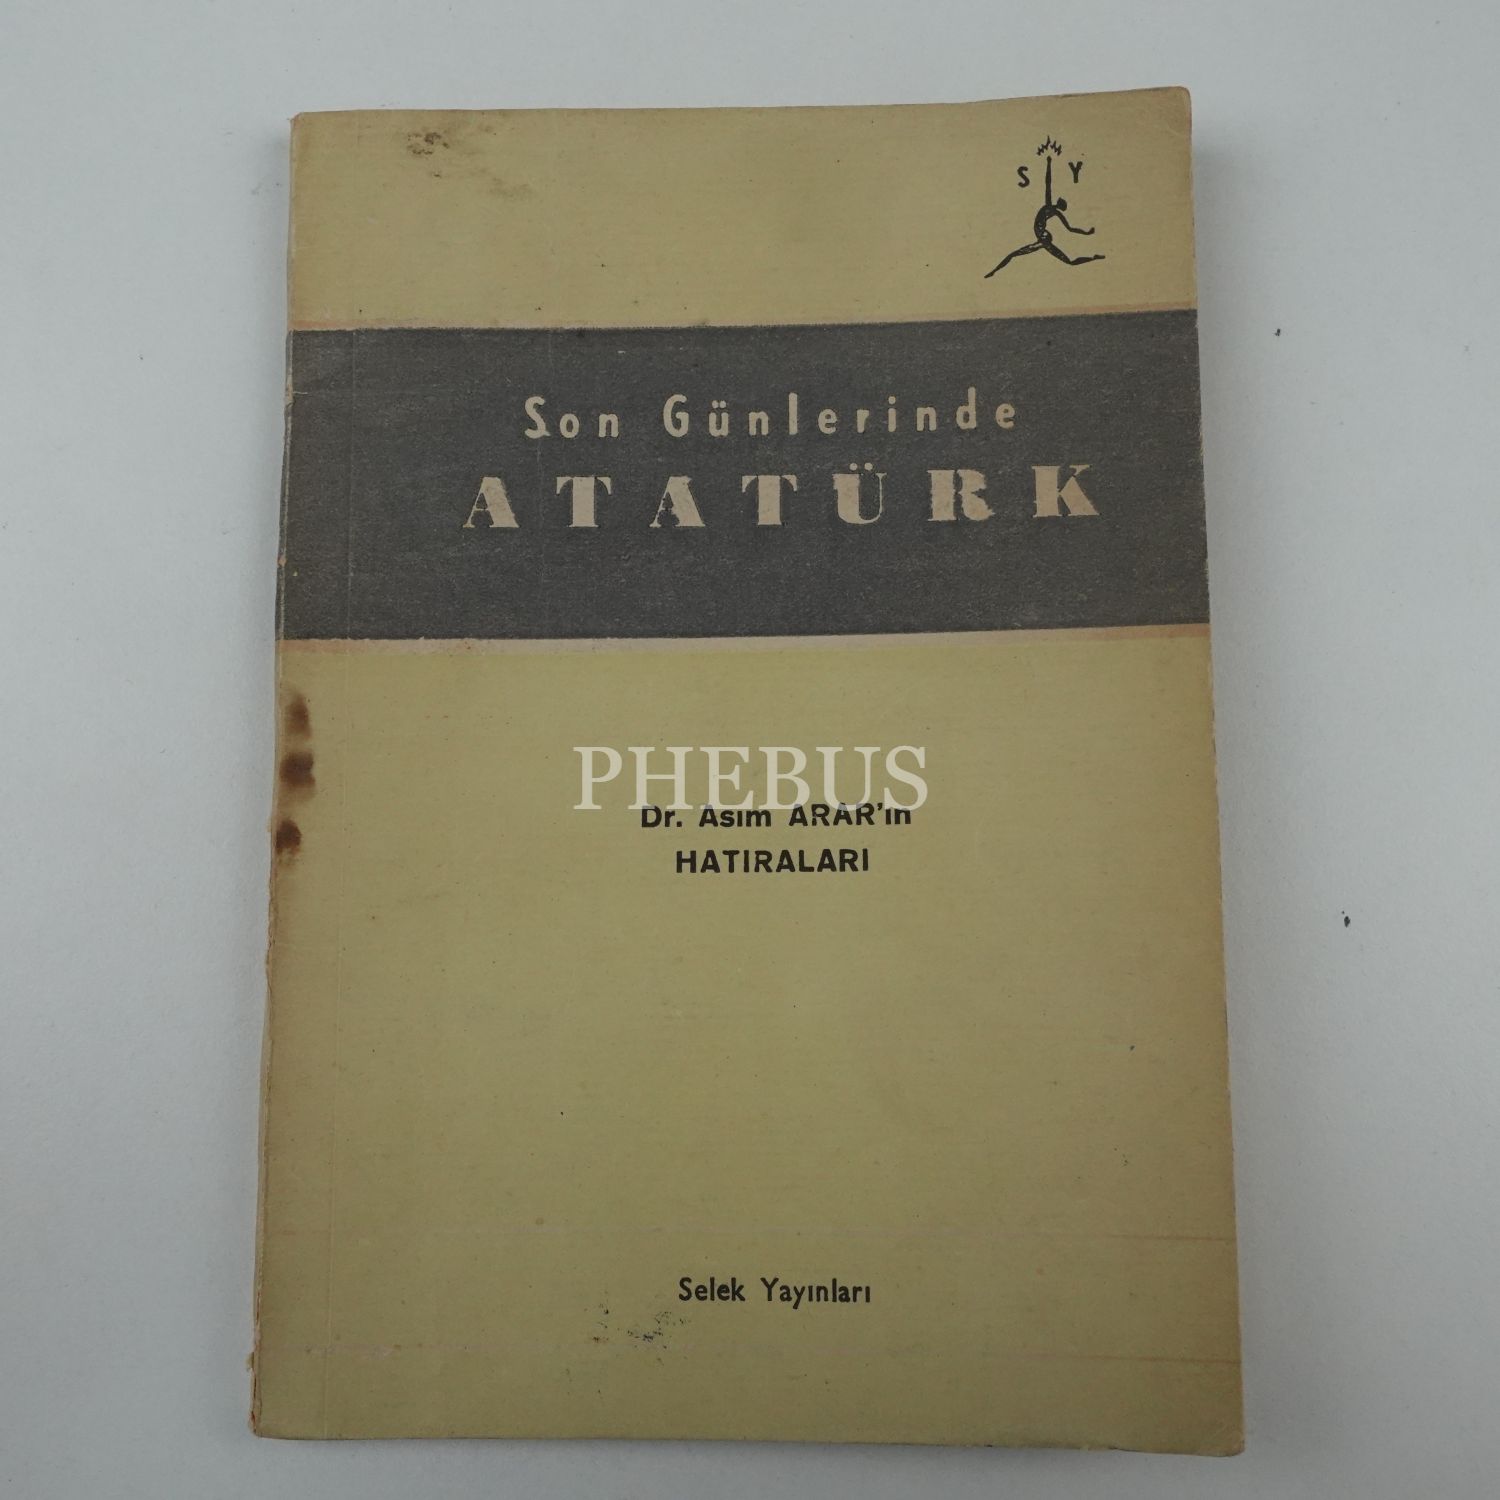 S Y
Son Günlerinde
ATATÜRK
PHEBUS
Dr. Asım ARAR'ın
HATIRALARI
Selek Yayınları